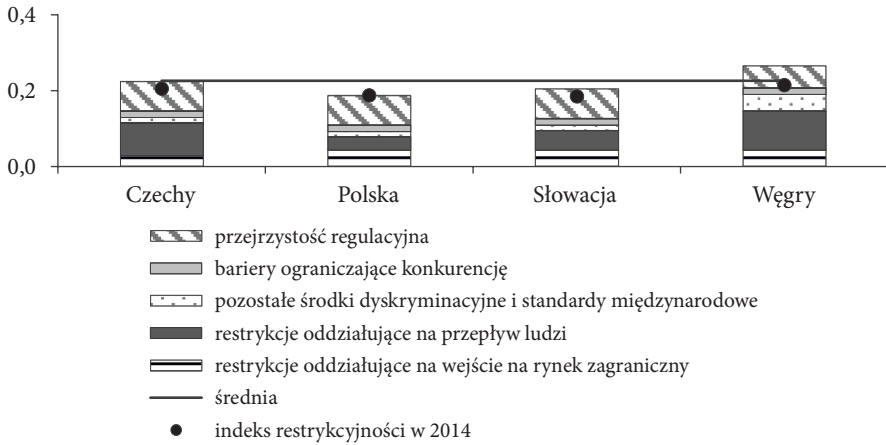 0,4
0,2
0,0
Czechy Polska Słowacja Węgry
przejrzystość regulacyjna
bariery ograniczające konkurencję
pozostałe środki dyskryminacyjne i standardy międzynarodowe
restrykcje oddziałujące na przepływ ludzi
restrykcje oddziałujące na wejście na rynek zagraniczny
średnia
indeks restrykcyjności w 2014